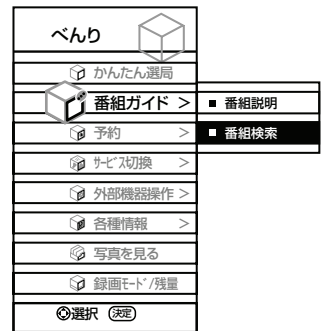 べんり
かんたん選局
番組ガイド >
■ 番組説明
予約 >
■ 番組検索
サービス切換 >
外部機器操作 >
各種情報 >
写真を見る
録画モード/残量
選択 決定